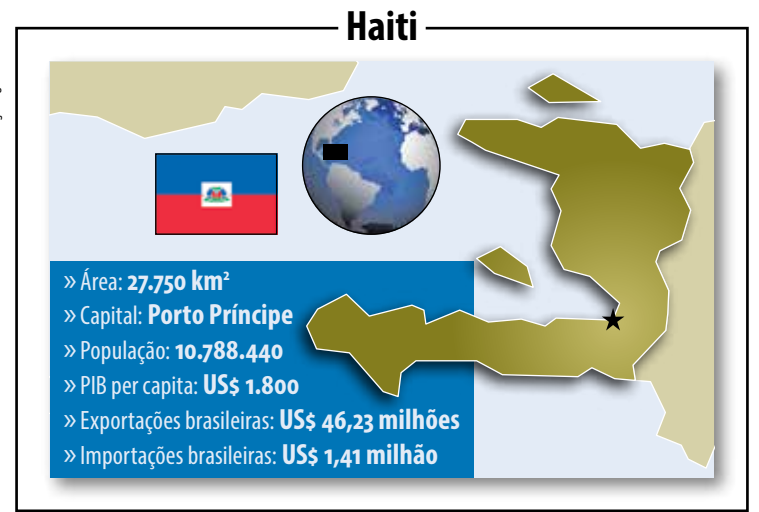 Haiti
» Área: 27.750 km²
» Capital: Porto Príncipe
» População: 10.788.440
» PIB per capita: US$ 1.800
» Exportações brasileiras: US$ 46,23 milhões
» Importações brasileiras: US$ 1,41 milhão